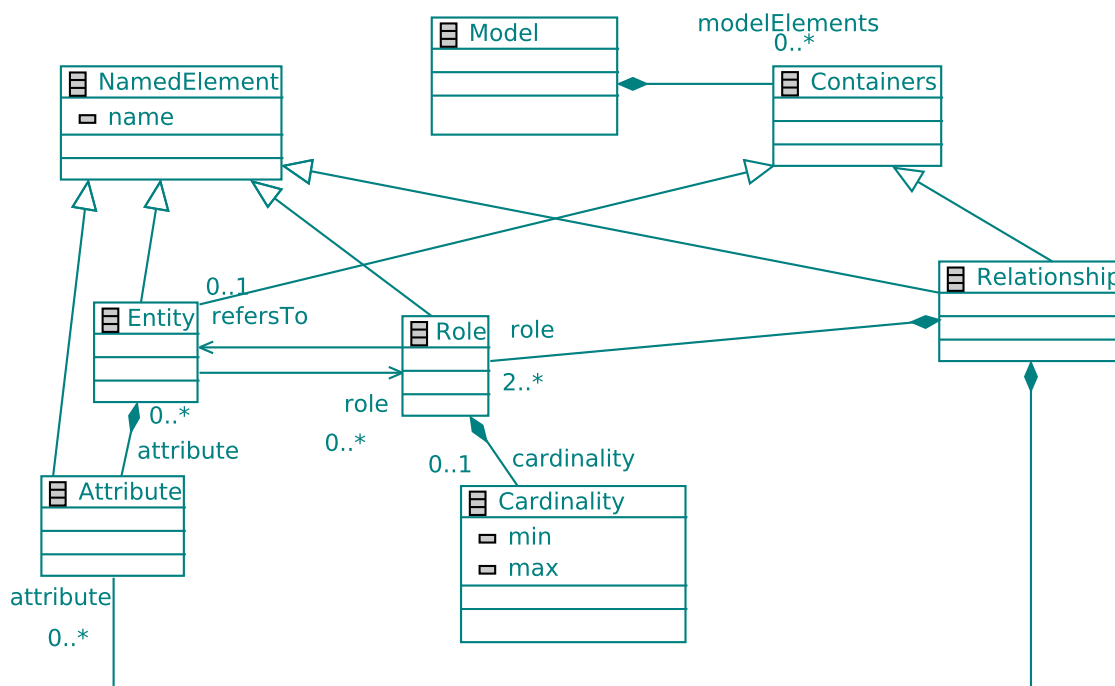 Model
modelElements
0..*
NamedElement
name
Containers
Relationship
0..1
refersTo
Entity
Role
role
2..*
role
0..*
0..*
attribute
0..1
cardinality
Attribute
Cardinality
min
max
attribute
0..*